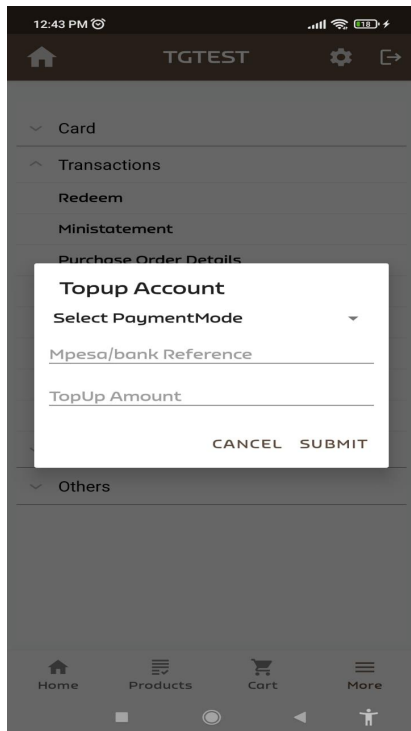 12:43 PM
18
TGTEST
Card
Transactions
Redeem
Ministatement
Purchase Order Details
Topup Account
Select PaymentMode
Mpesa/bank Reference
TopUp Amount
CANCEL SUBMIT
Others
Home Products Cart More